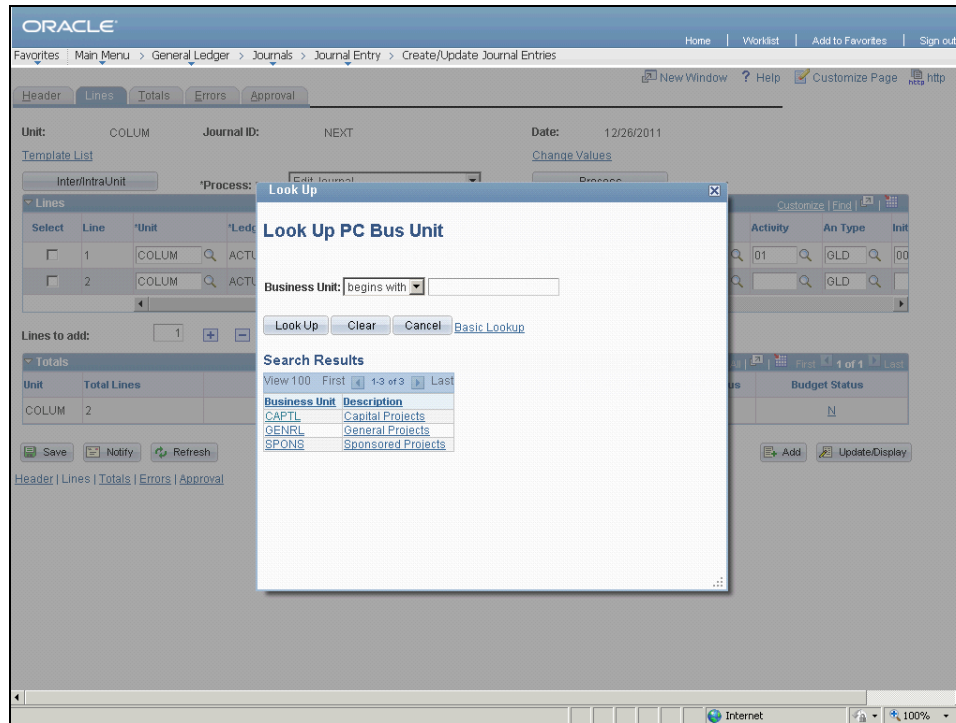 ORACLE
Home | Worklist | Add to Favorites | Sign out
Favorites Main Menu > General Ledger > Journals > Journal Entry > Create/Update Journal Entries
New Window ? Help Customize Page http
Header Lines Totals Errors Approval
Unit: COLUM Journal ID: NEXT Date: 12/26/2011
Template List Change Values
Inter/IntraUnit *Process: Edit Journal Process
Lines Customize | Find |
Select Line *Unit *Ledg Activity An Type Init
1 COLUM ACTU 01 GLD 00
2 COLUM ACTU GLD
Lines to add: 1 + -
Totals First 1 of 1 Last
Unit Total Lines us Budget Status
COLUM 2 N
Save Notify Refresh Add Update/Display
Header | Lines | Totals | Errors | Approval
Look Up
Look Up PC Bus Unit
Business Unit: begins with
Look Up Clear Cancel Basic Lookup
Search Results
View 100 First 1-3 of 3 Last
Business Unit Description
CAPTL Capital Projects
GENRL General Projects
SPONS Sponsored Projects
Internet 100%